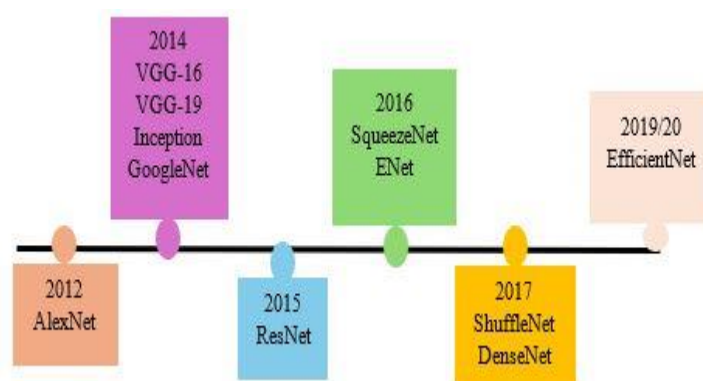 2014
VGG-16
VGG-19
Inception
GoogleNet
2016
SqueezeNet
ENet
2019/20
EfficientNet
2012
AlexNet
2015
ResNet
2017
ShuffleNet
DenseNet